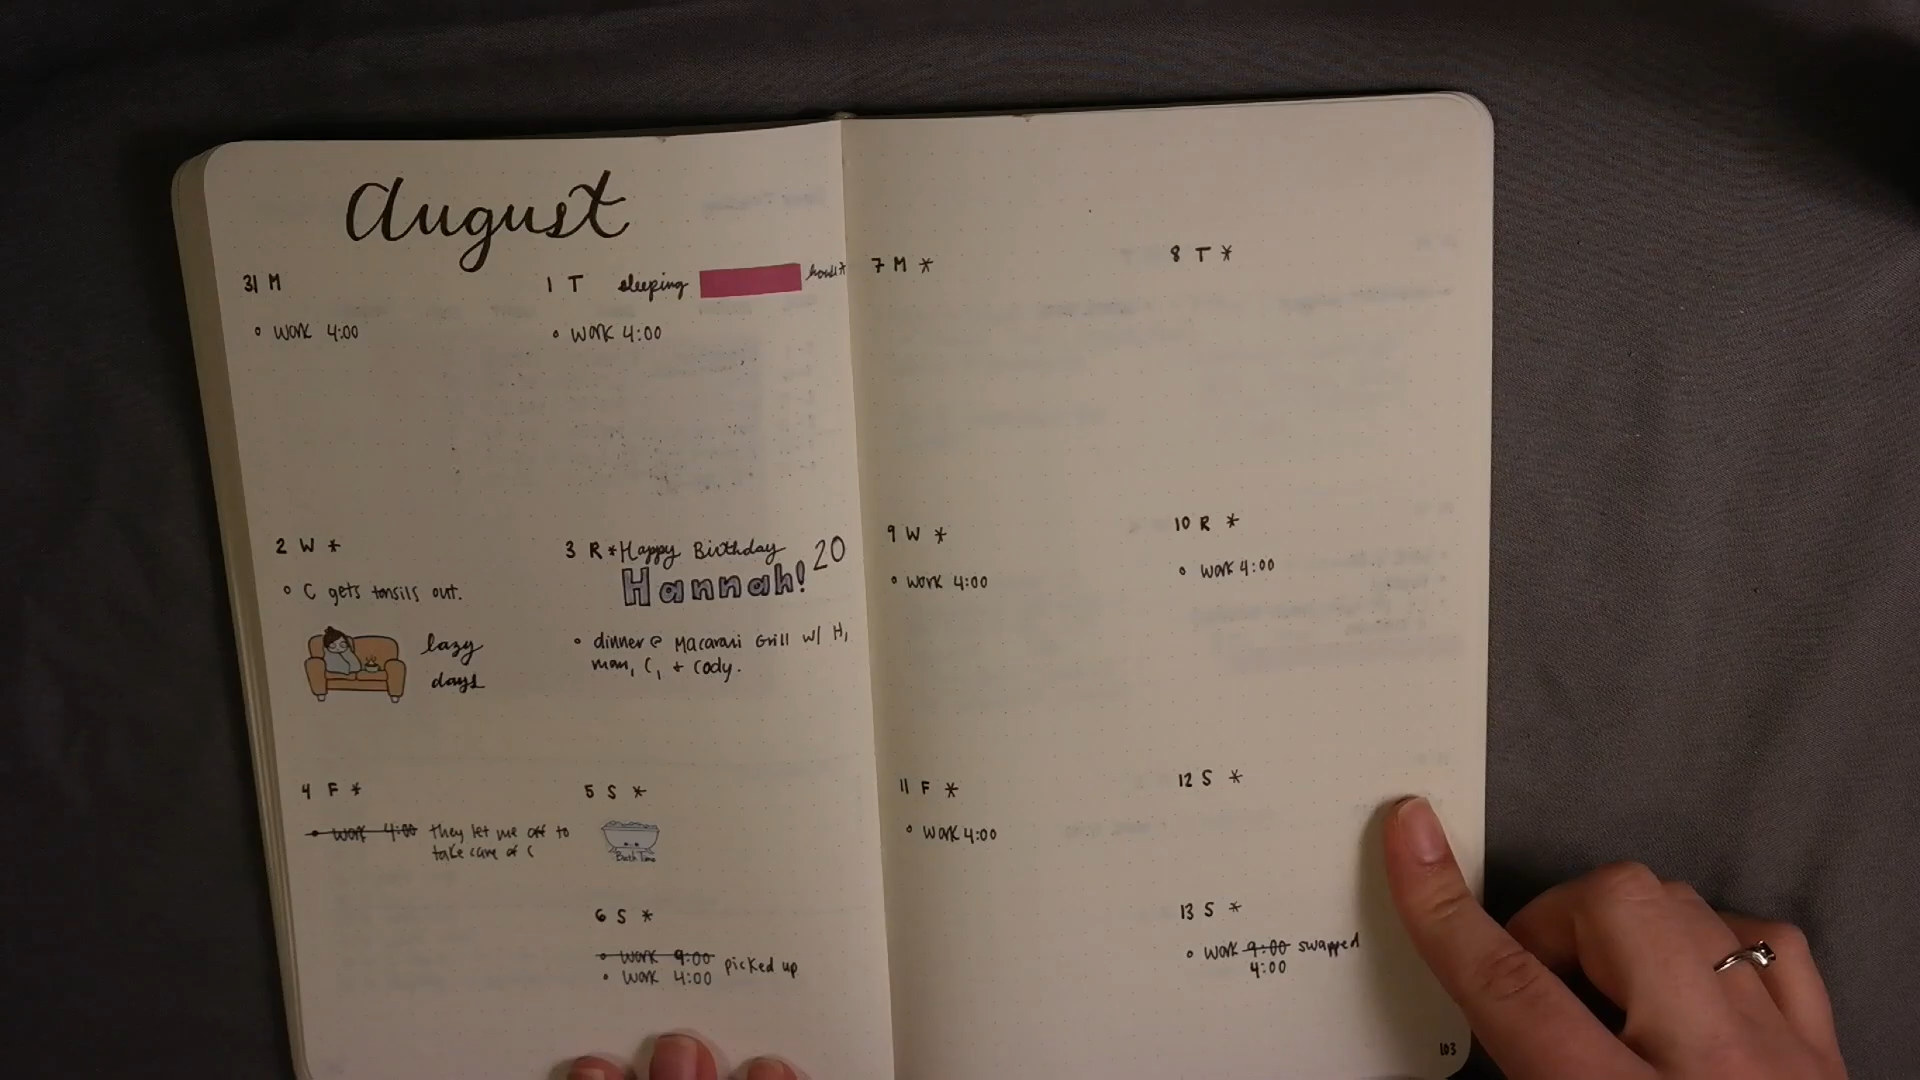 august
31 M
• work 4:00
1 T sleeping
• work 4:00
2 W *
• C gets tonsils out.
lazy
days
3 R * Happy Birthday
Hannah! 20
• dinner @ Macarani Grill w/ H,
mom, C, + Cody.
4 F *
• work 4:00 they let me off to
take care of C
5 S *
Bath Time
6 S *
• work 9:00
• work 4:00 picked up
7 M *
8 T *
9 W *
• work 4:00
10 R *
• work 4:00
11 F *
• work 4:00
12 S *
13 S *
• work 9:00 swapped
4:00
103